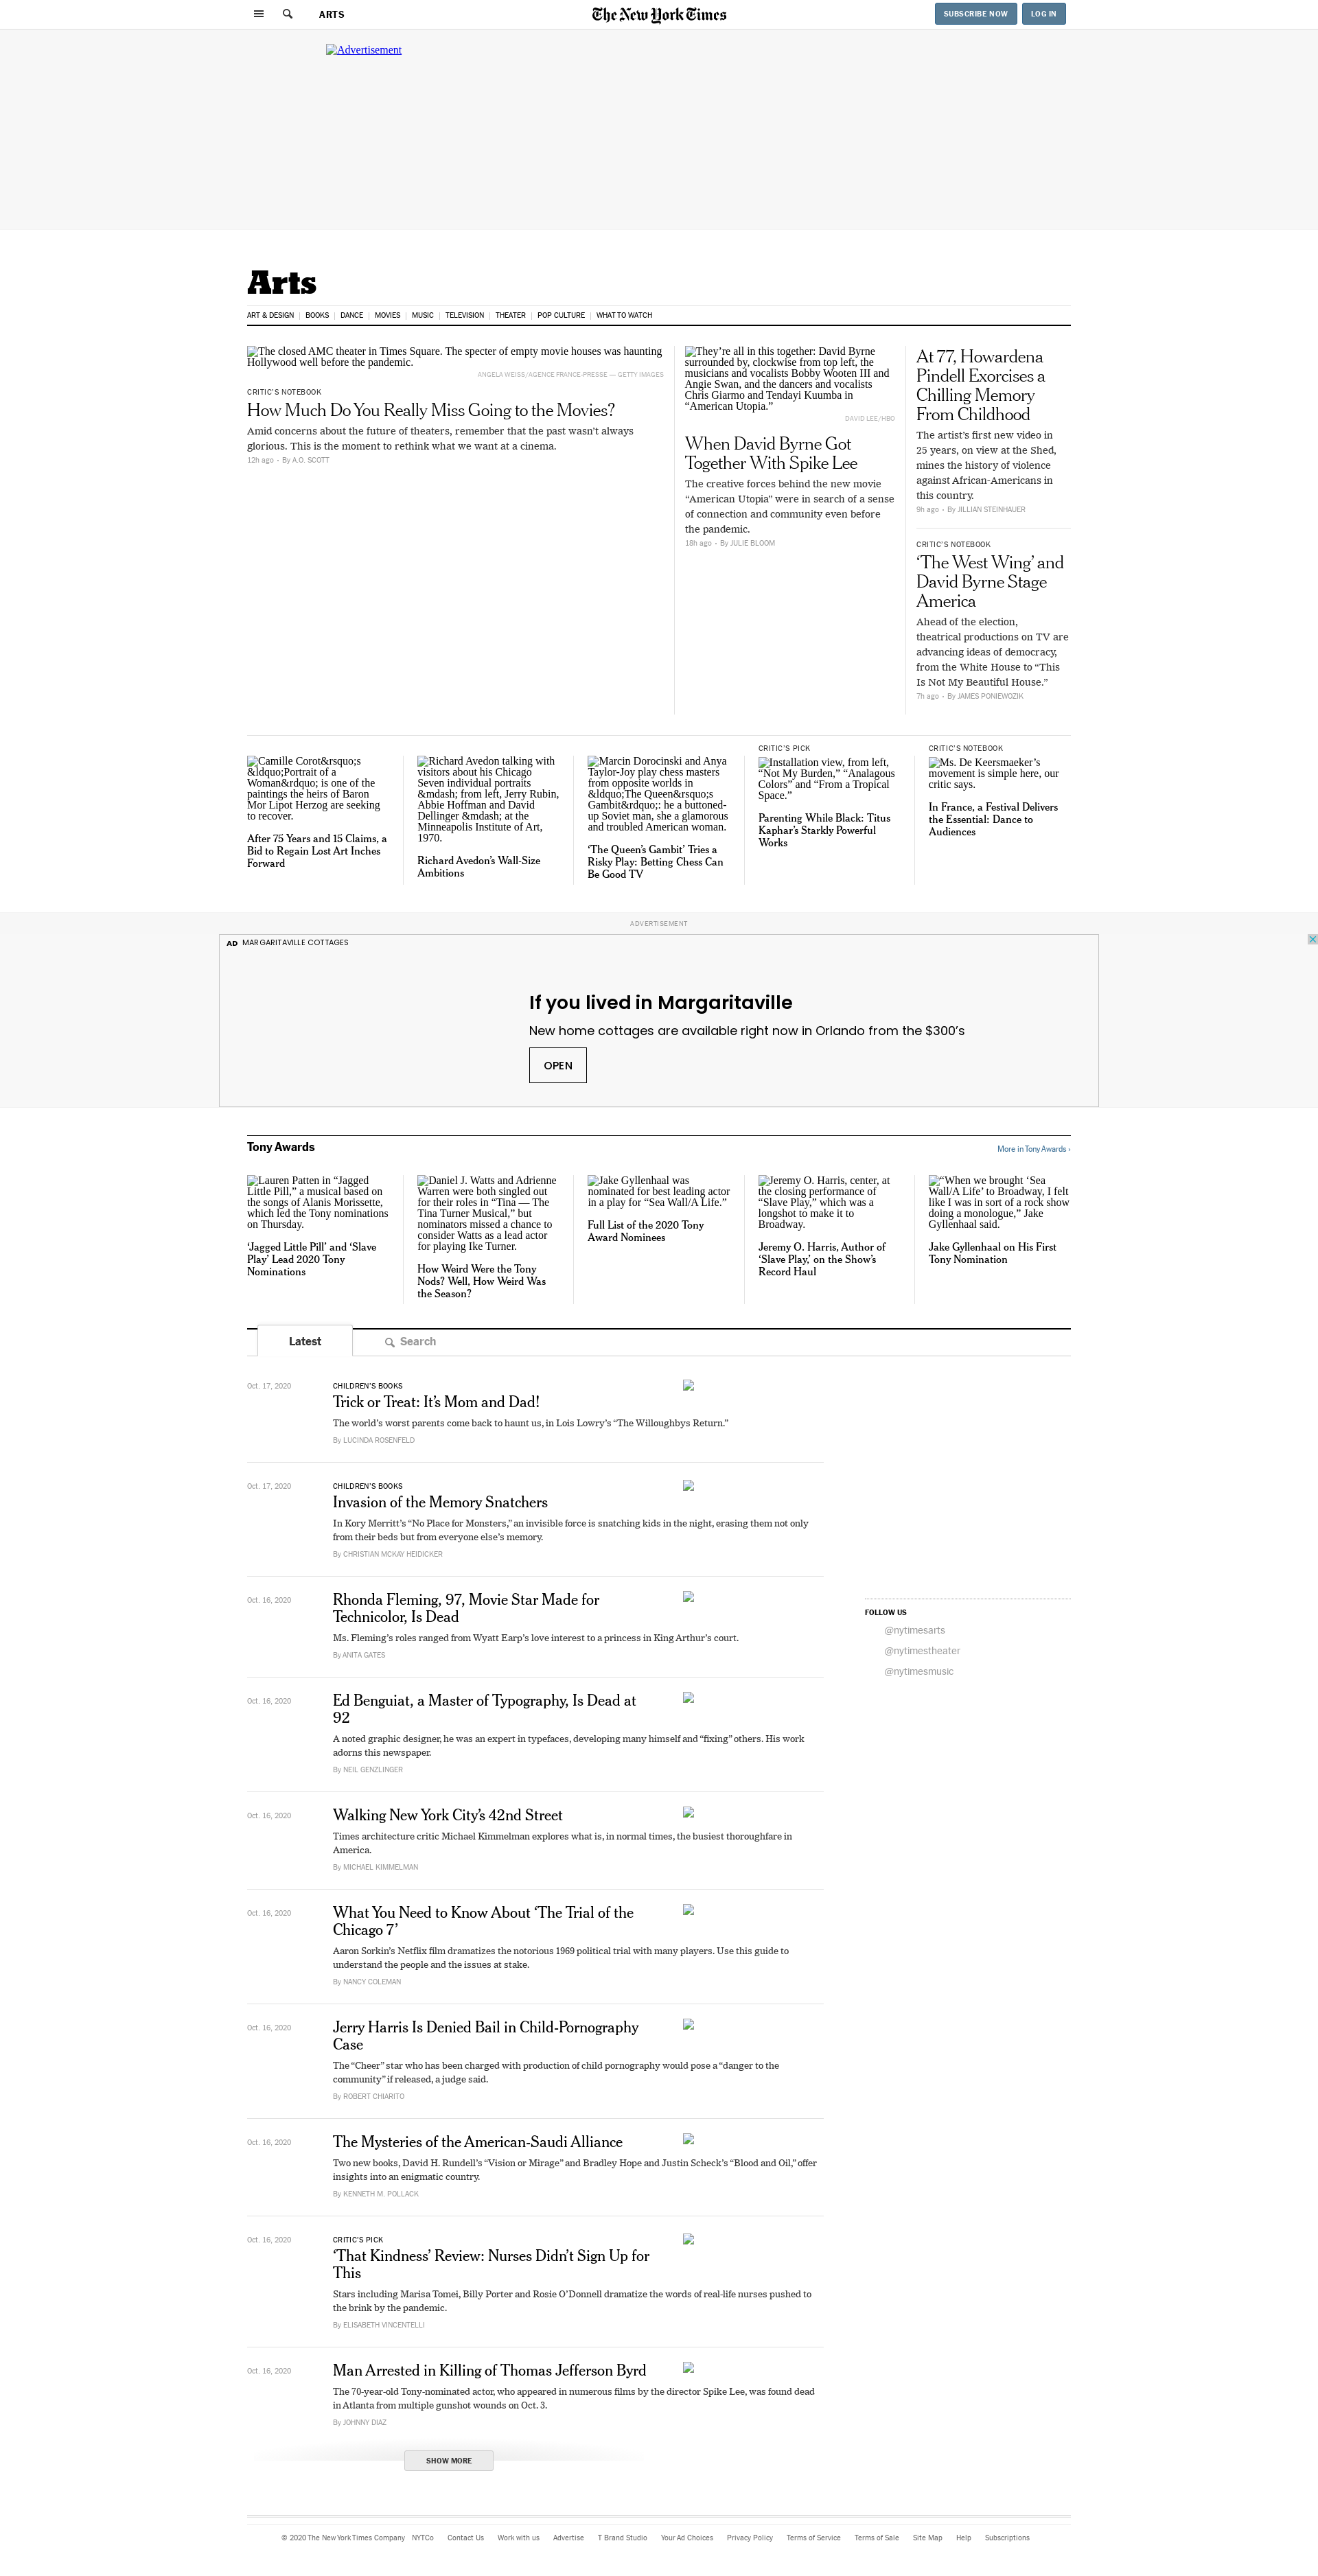 ARTS
The New York Times
SUBSCRIBE NOW
LOG IN
Advertisement
Arts
ART & DESIGN
BOOKS
DANCE
MOVIES
MUSIC
TELEVISION
THEATER
POP CULTURE
WHAT TO WATCH
The closed AMC theater in Times Square. The specter of empty movie houses was haunting
Hollywood well before the pandemic.
ANGELA WEISS/AGENCE FRANCE-PRESSE — GETTY IMAGES
CRITIC'S NOTEBOOK
How Much Do You Really Miss Going to the Movies?
Amid concerns about the future of theaters, remember that the past wasn't always
glorious. This is the moment to rethink what we want at a cinema.
12h ago - By A.O. SCOTT
They’re all in this together: David Byrne
surrounded by, clockwise from top left, the
musicians and vocalists Bobby Wooten III and
Angie Swan, and the dancers and vocalists
Chris Giarmo and Tendayi Kuumba in
“American Utopia.”
DAVID LEE/HBO
When David Byrne Got
Together With Spike Lee
The creative forces behind the new movie
“American Utopia” were in search of a sense
of connection and community even before
the pandemic.
18h ago - By JULIE BLOOM
At 77, Howardena
Pindell Exorcises a
Chilling Memory
From Childhood
The artist’s first new video in
25 years, on view at the Shed,
mines the history of violence
against African-Americans in
this country.
9h ago - By JILLIAN STEINHAUER
CRITIC’S NOTEBOOK
‘The West Wing’ and
David Byrne Stage
America
Ahead of the election,
theatrical productions on TV are
advancing ideas of democracy,
from the White House to “This
Is Not My Beautiful House.”
7h ago - By JAMES PONIEWOZIK
Camille Corot&rsquo;s
&ldquo;Portrait of a
Woman&rdquo; is one of the
paintings the heirs of Baron
Mor Lipot Herzog are seeking
to recover.
After 75 Years and 15 Claims, a
Bid to Regain Lost Art Inches
Forward
Richard Avedon talking with
visitors about his Chicago
Seven individual portraits
&mdash; from left, Jerry Rubin,
Abbie Hoffman and David
Dellinger &mdash; at the
Minneapolis Institute of Art,
1970.
Richard Avedon’s Wall-Size
Ambitions
Marcin Dorocinski and Anya
Taylor-Joy play chess masters
from opposite worlds in
&ldquo;The Queen&rsquo;s
Gambit&rdquo;: he a buttoned-
up Soviet man, she a glamorous
and troubled American woman.
‘The Queen’s Gambit’ Tries a
Risky Play: Betting Chess Can
Be Good TV
CRITIC’S PICK
Installation view, from left,
“Not My Burden,” “Analagous
Colors” and “From a Tropical
Space.”
Parenting While Black: Titus
Kaphar’s Starkly Powerful
Works
CRITIC’S NOTEBOOK
Ms. De Keersmaeker’s
movement is simple here, our
critic says.
In France, a Festival Delivers
the Essential: Dance to
Audiences
ADVERTISEMENT
AD MARGARITAVILLE COTTAGES
If you lived in Margaritaville
New home cottages are available right now in Orlando from the $300’s
OPEN
Tony Awards
More in Tony Awards ›
Lauren Patten in “Jagged
Little Pill,” a musical based on
the songs of Alanis Morissette,
which led the Tony nominations
on Thursday.
‘Jagged Little Pill’ and ‘Slave
Play’ Lead 2020 Tony
Nominations
Daniel J. Watts and Adrienne
Warren were both singled out
for their roles in “Tina — The
Tina Turner Musical,” but
nominators missed a chance to
consider Watts as a lead actor
for playing Ike Turner.
How Weird Were the Tony
Nods? Well, How Weird Was
the Season?
Jake Gyllenhaal was
nominated for best leading actor
in a play for “Sea Wall/A Life.”
Full List of the 2020 Tony
Award Nominees
Jeremy O. Harris, center, at
the closing performance of
“Slave Play,” which was a
longshot to make it to
Broadway.
Jeremy O. Harris, Author of
‘Slave Play,’ on the Show’s
Record Haul
“When we brought ‘Sea
Wall/A Life’ to Broadway, I felt
like I was in sort of a rock show
doing a monologue,” Jake
Gyllenhaal said.
Jake Gyllenhaal on His First
Tony Nomination
Latest
Search
Oct. 17, 2020
CHILDREN’S BOOKS
Trick or Treat: It’s Mom and Dad!
The world’s worst parents come back to haunt us, in Lois Lowry’s “The Willoughbys Return.”
By LUCINDA ROSENFELD
Oct. 17, 2020
CHILDREN’S BOOKS
Invasion of the Memory Snatchers
In Kory Merritt’s “No Place for Monsters,” an invisible force is snatching kids in the night, erasing them not only
from their beds but from everyone else’s memory.
By CHRISTIAN MCKAY HEIDICKER
Oct. 16, 2020
Rhonda Fleming, 97, Movie Star Made for
Technicolor, Is Dead
Ms. Fleming’s roles ranged from Wyatt Earp’s love interest to a princess in King Arthur’s court.
By ANITA GATES
FOLLOW US
@nytimesarts
@nytimestheater
@nytimesmusic
Oct. 16, 2020
Ed Benguiat, a Master of Typography, Is Dead at
92
A noted graphic designer, he was an expert in typefaces, developing many himself and “fixing” others. His work
adorns this newspaper.
By NEIL GENZLINGER
Oct. 16, 2020
Walking New York City’s 42nd Street
Times architecture critic Michael Kimmelman explores what is, in normal times, the busiest thoroughfare in
America.
By MICHAEL KIMMELMAN
Oct. 16, 2020
What You Need to Know About ‘The Trial of the
Chicago 7’
Aaron Sorkin’s Netflix film dramatizes the notorious 1969 political trial with many players. Use this guide to
understand the people and the issues at stake.
By NANCY COLEMAN
Oct. 16, 2020
Jerry Harris Is Denied Bail in Child-Pornography
Case
The “Cheer” star who has been charged with production of child pornography would pose a “danger to the
community” if released, a judge said.
By ROBERT CHIARITO
Oct. 16, 2020
The Mysteries of the American-Saudi Alliance
Two new books, David H. Rundell’s “Vision or Mirage” and Bradley Hope and Justin Scheck’s “Blood and Oil,” offer
insights into an enigmatic country.
By KENNETH M. POLLACK
Oct. 16, 2020
CRITIC’S PICK
‘That Kindness’ Review: Nurses Didn’t Sign Up for
This
Stars including Marisa Tomei, Billy Porter and Rosie O’Donnell dramatize the words of real-life nurses pushed to
the brink by the pandemic.
By ELISABETH VINCENTELLI
Oct. 16, 2020
Man Arrested in Killing of Thomas Jefferson Byrd
The 70-year-old Tony-nominated actor, who appeared in numerous films by the director Spike Lee, was found dead
in Atlanta from multiple gunshot wounds on Oct. 3.
By JOHNNY DIAZ
SHOW MORE
© 2020 The New York Times Company NYTCo Contact Us Work with us Advertise T Brand Studio Your Ad Choices Privacy Policy Terms of Service Terms of Sale Site Map Help Subscriptions